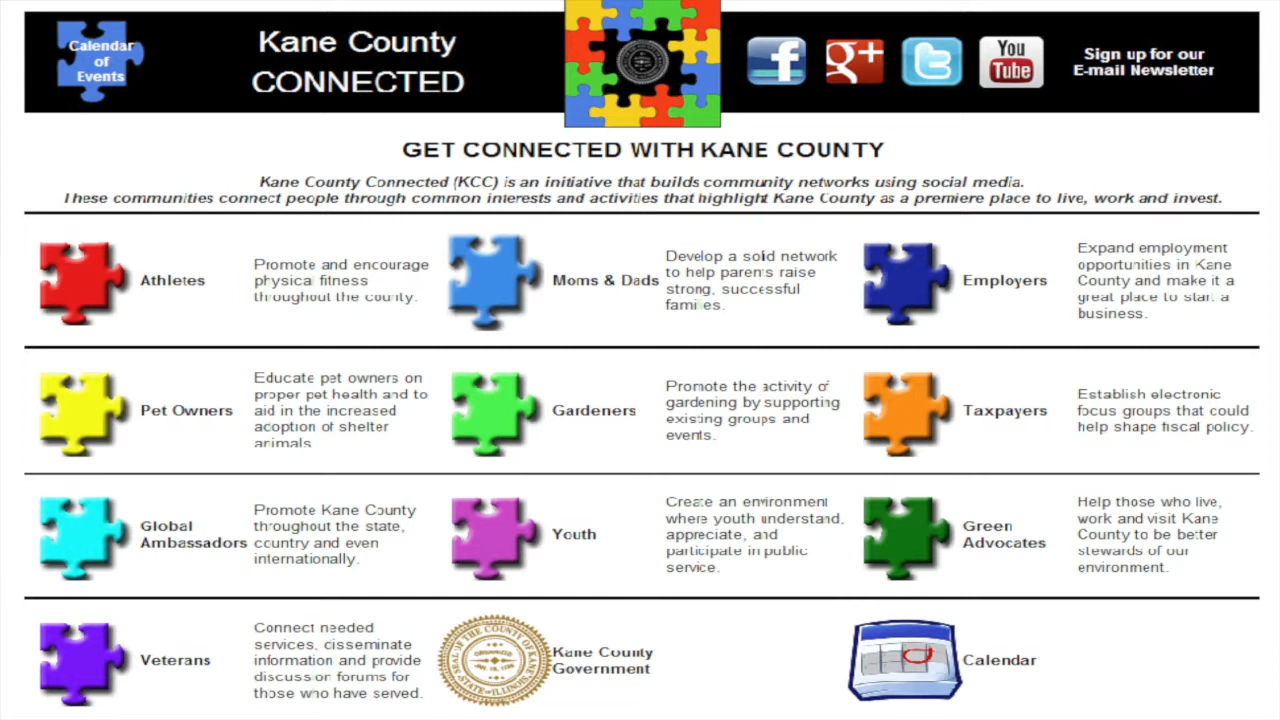 Calendar
of
Events
Kane County
CONNECTED
f
g+
t
You
Tube
Sign up for our
E-mail Newsletter
GET CONNECTED WITH KANE COUNTY
Kane County Connected (KCC) is an initiative that builds community networks using social media.
These communities connect people through common interests and activities that highlight Kane County as a premiere place to live, work and invest.
Athletes
Promote and encourage
physical fitness
throughout the county.
Moms & Dads
Develop a solid network
to help parents raise
strong, successful
families.
Employers
Expand employment
opportunities in Kane
County and make it a
great place to start a
business.
Pet Owners
Educate pet owners on
proper pet health and to
aid in the increased
adoption of shelter
animals
Gardeners
Promote the activity of
gardening by supporting
existing groups and
events.
Taxpayers
Establish electronic
focus groups that could
help shape fiscal policy.
Global
Ambassadors
Promote Kane County
throughout the state,
country and even
internationally.
Youth
Create an environment
where youth understand,
appreciate, and
participate in public
service.
Green
Advocates
Help those who live,
work and visit Kane
County to be better
stewards of our
environment.
Veterans
Connect needed
services, disseminate
information and provide
discussion forums for
those who have served.
SEAL OF THE COUNTY OF KANE
STATE OF ILLINOIS
Kane County
Government
Calendar